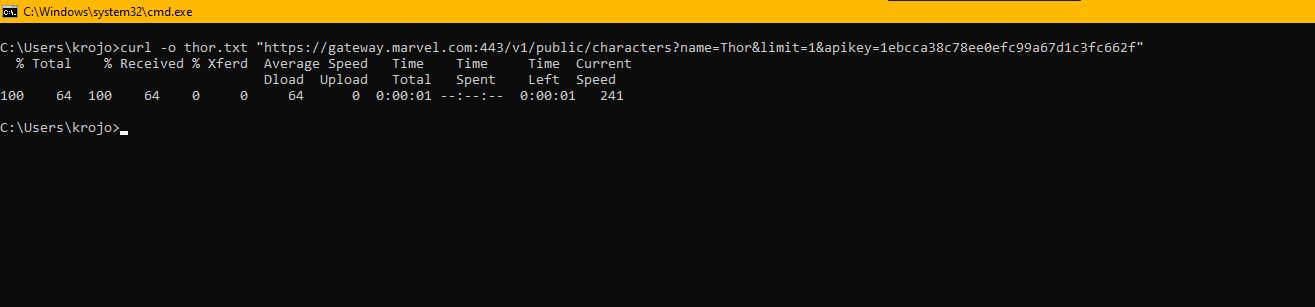 C:\Windows\system32\cmd.exe
C:\Users\krojo>curl -o thor.txt "https://gateway.marvel.com:443/v1/public/characters?name=Thor&limit=1&apikey=1ebcca38c78ee0efc99a67d1c3fc662f"
  % Total    % Received % Xferd  Average Speed   Time    Time     Time  Current
                                 Dload  Upload   Total   Spent    Left  Speed
100    64  100    64    0     0     64      0  0:00:01 --:--:--  0:00:01   241
C:\Users\krojo>